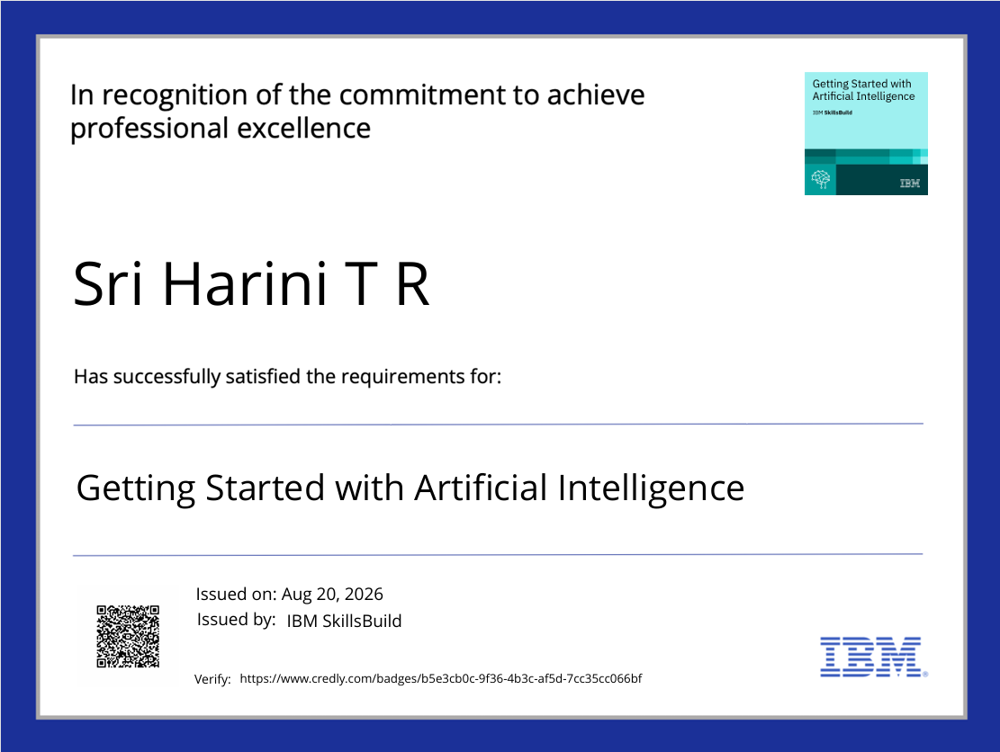 In recognition of the commitment to achieve
professional excellence
Getting Started with
Artificial Intelligence
IBM SkillsBuild
IBM
Sri Harini T R
Has successfully satisfied the requirements for:
Getting Started with Artificial Intelligence
Issued on: Aug 20, 2026
Issued by: IBM SkillsBuild
Verify: https://www.credly.com/badges/b5e3cb0c-9f36-4b3c-af5d-7cc35cc066bf
IBM®